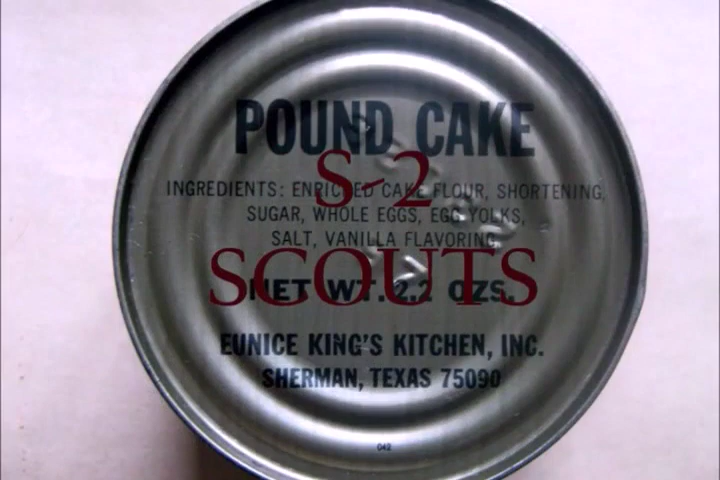 POUND CAKE
S-2
INGREDIENTS: ENRICHED CAKE FLOUR, SHORTENING,
SUGAR, WHOLE EGGS, EGG YOLKS,
SALT, VANILLA FLAVORING
SCOUTS
NET WT. 2.2 OZS.
EUNICE KING'S KITCHEN, INC.
SHERMAN, TEXAS 75090
042